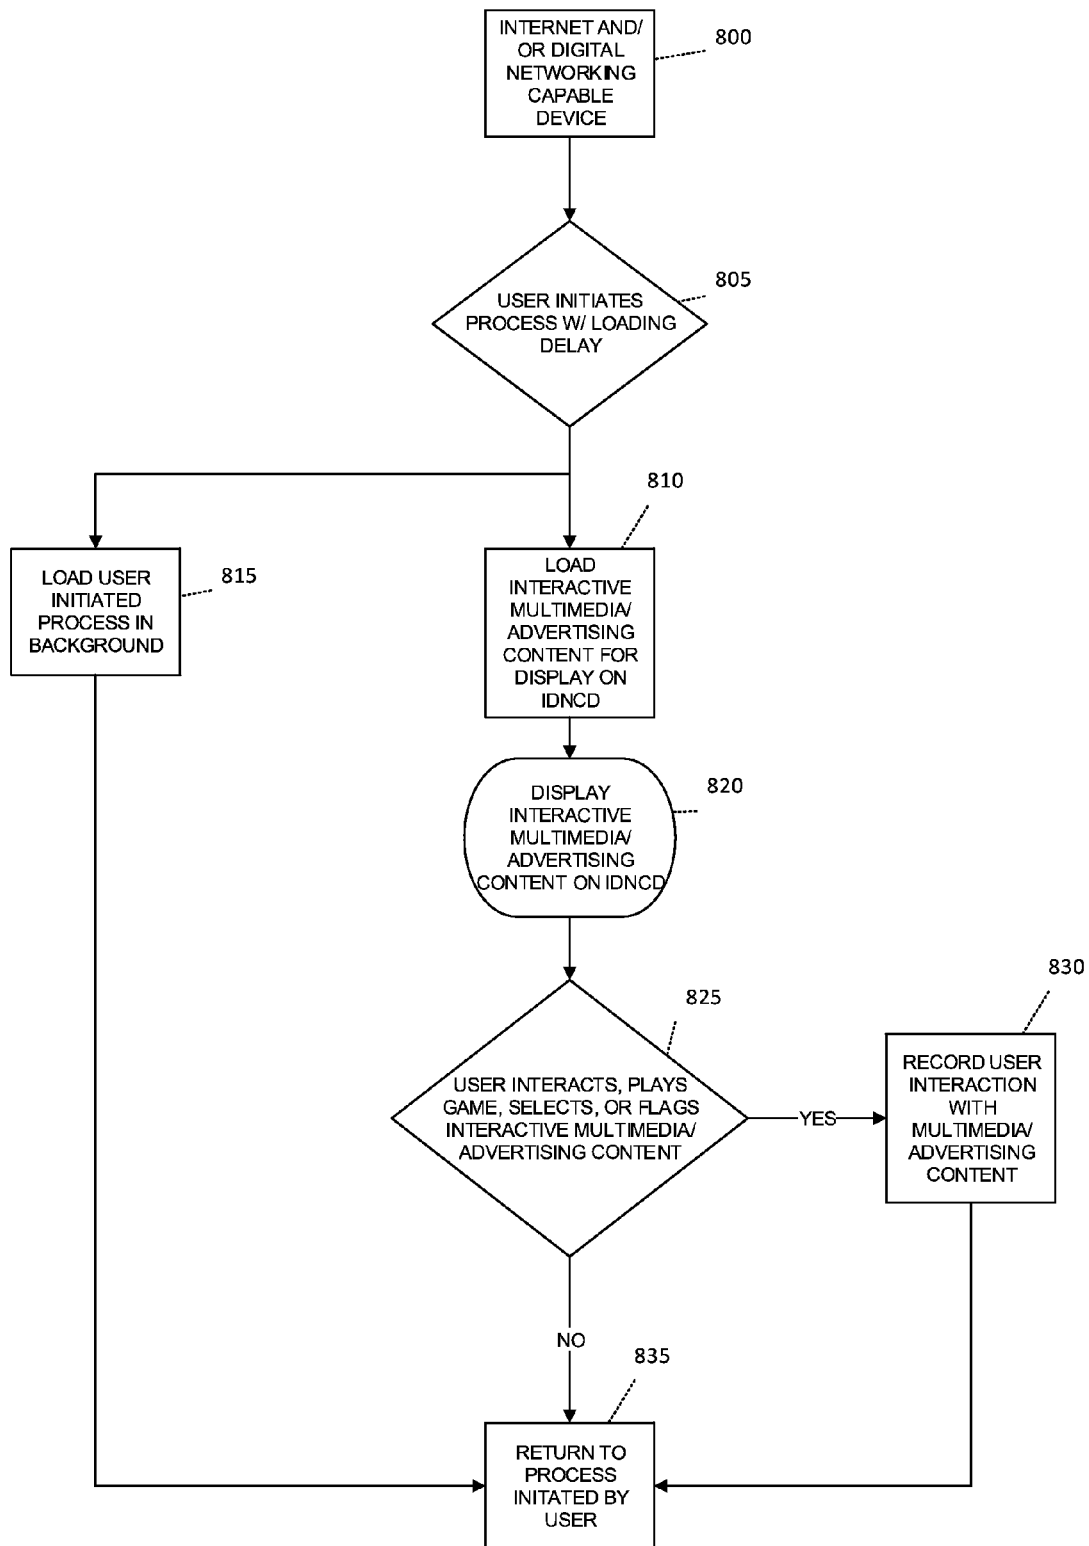 INTERNET AND/
OR DIGITAL
NETWORKING
CAPABLE
DEVICE
800
USER INITIATES
PROCESS W/ LOADING
DELAY
805
LOAD USER
INITIATED
PROCESS IN
BACKGROUND
815
LOAD
INTERACTIVE
MULTIMEDIA/
ADVERTISING
CONTENT FOR
DISPLAY ON
IDNCD
810
DISPLAY
INTERACTIVE
MULTIMEDIA/
ADVERTISING
CONTENT ON IDNCD
820
USER INTERACTS, PLAYS
GAME, SELECTS, OR FLAGS
INTERACTIVE MULTIMEDIA/
ADVERTISING CONTENT
825
YES
RECORD USER
INTERACTION
WITH
MULTIMEDIA/
ADVERTISING
CONTENT
830
NO
RETURN TO
PROCESS
INITATED BY
USER
835